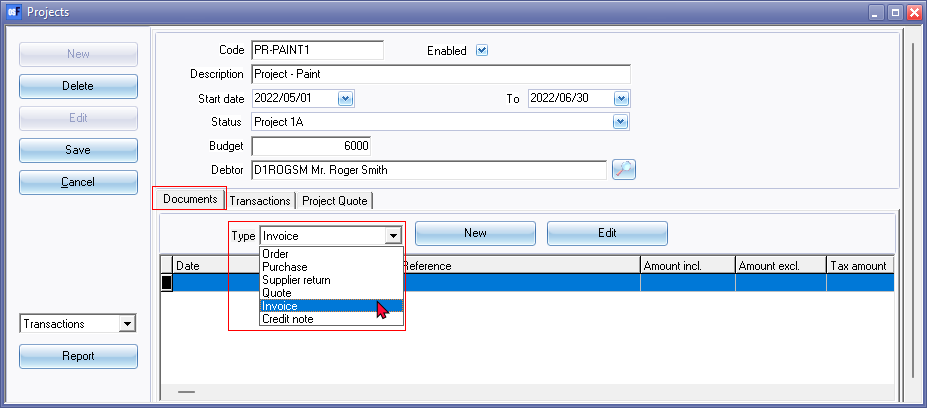 Projects
New
Delete
Edit
Save
Cancel
Transactions
Report
Code PR-PAINT1 Enabled
Description Project - Paint
Start date 2022/05/01 To 2022/06/30
Status Project 1A
Budget 6000
Debtor D1ROGSM Mr. Roger Smith
Documents Transactions Project Quote
Type Invoice New Edit
Date Reference Amount incl. Amount excl. Tax amount
Order
Purchase
Supplier return
Quote
Invoice
Credit note